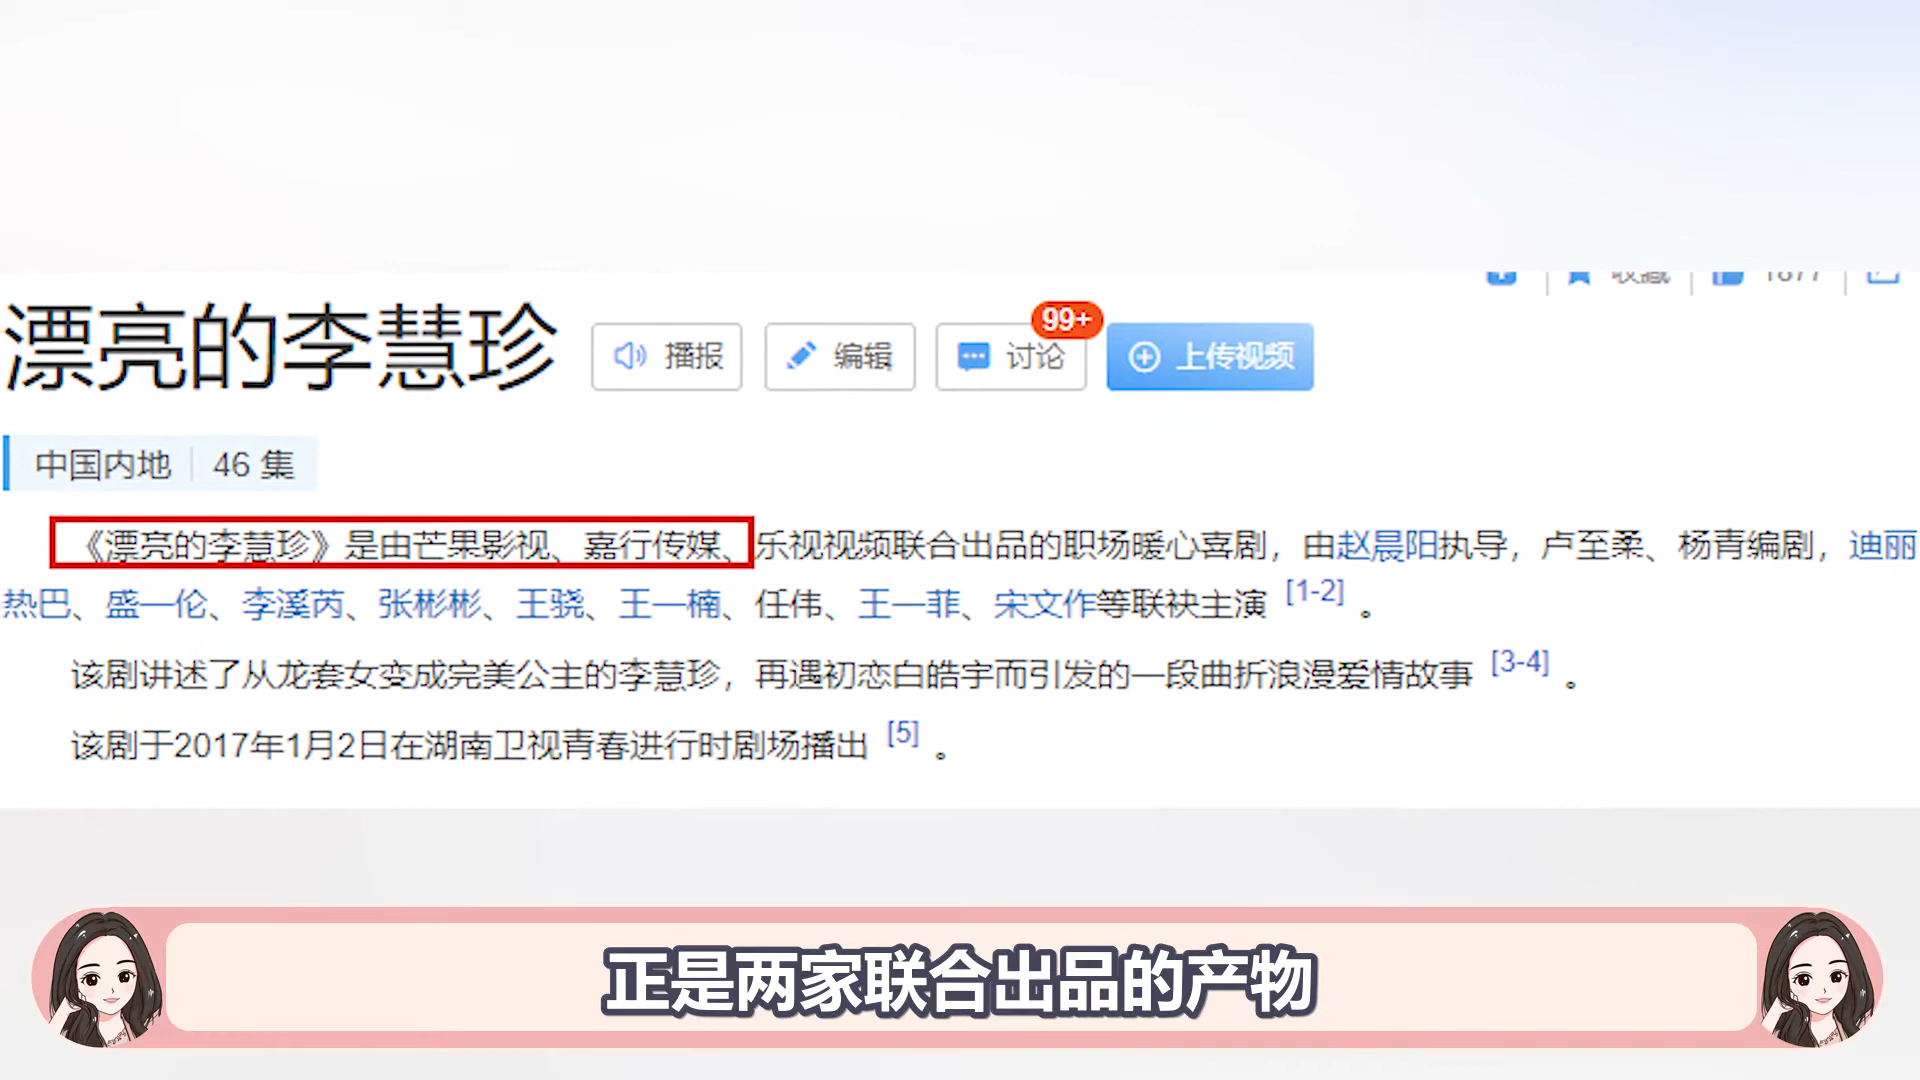 收藏 1877
漂亮的李慧珍 播报 编辑 讨论 99+ 上传视频
中国内地 46 集
《漂亮的李慧珍》是由芒果影视、嘉行传媒、乐视视频联合出品的职场暖心喜剧，由赵晨阳执导，卢至柔、杨青编剧，迪丽
热巴、盛一伦、李溪芮、张彬彬、王骁、王一楠、任伟、王一菲、宋文作等联袂主演 [1-2] 。
该剧讲述了从龙套女变成完美公主的李慧珍，再遇初恋白皓宇而引发的一段曲折浪漫爱情故事 [3-4] 。
该剧于2017年1月2日在湖南卫视青春进行时剧场播出 [5] 。
正是两家联合出品的产物